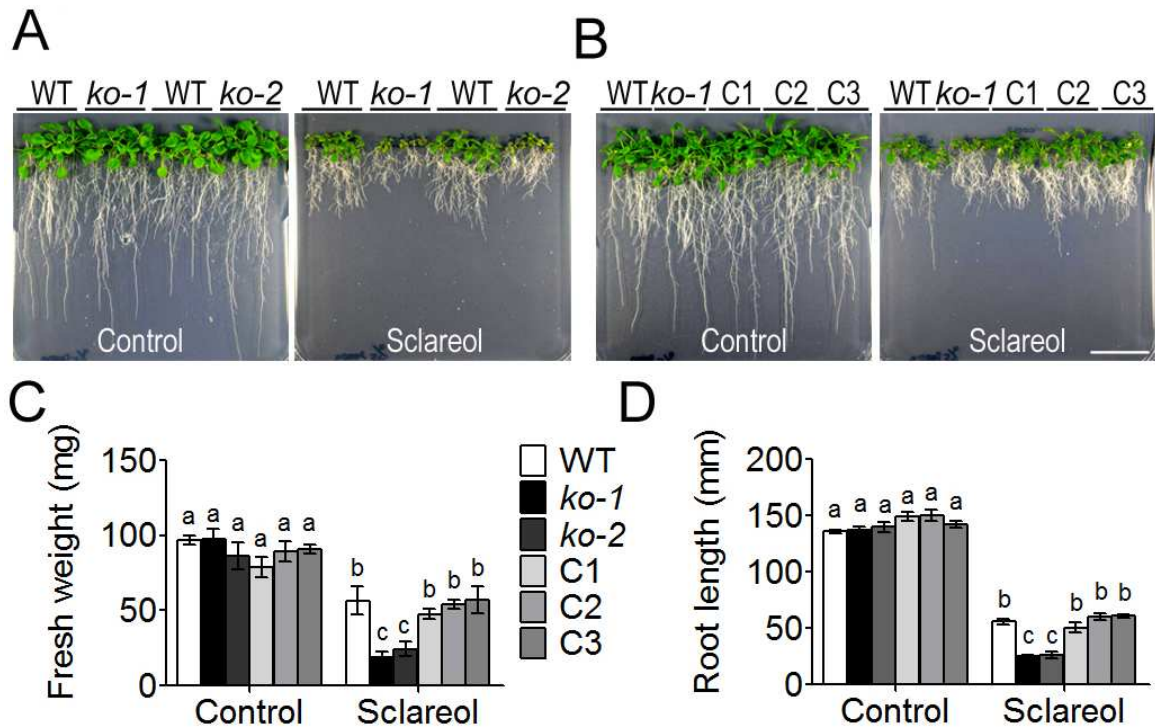 A
WT ko-1 WT ko-2 WT ko-1 WT ko-2
Control
Sclareol
B
WT ko-1 C1 C2 C3 WT ko-1 C1 C2 C3
Control
Sclareol
C
Fresh weight (mg)
150
100
50
0
a a a a a a
b c c b b b
Control Sclareol
WT
ko-1
ko-2
C1
C2
C3
D
Root length (mm)
200
150
100
50
0
a a a a a a
b c c b b b
Control Sclareol